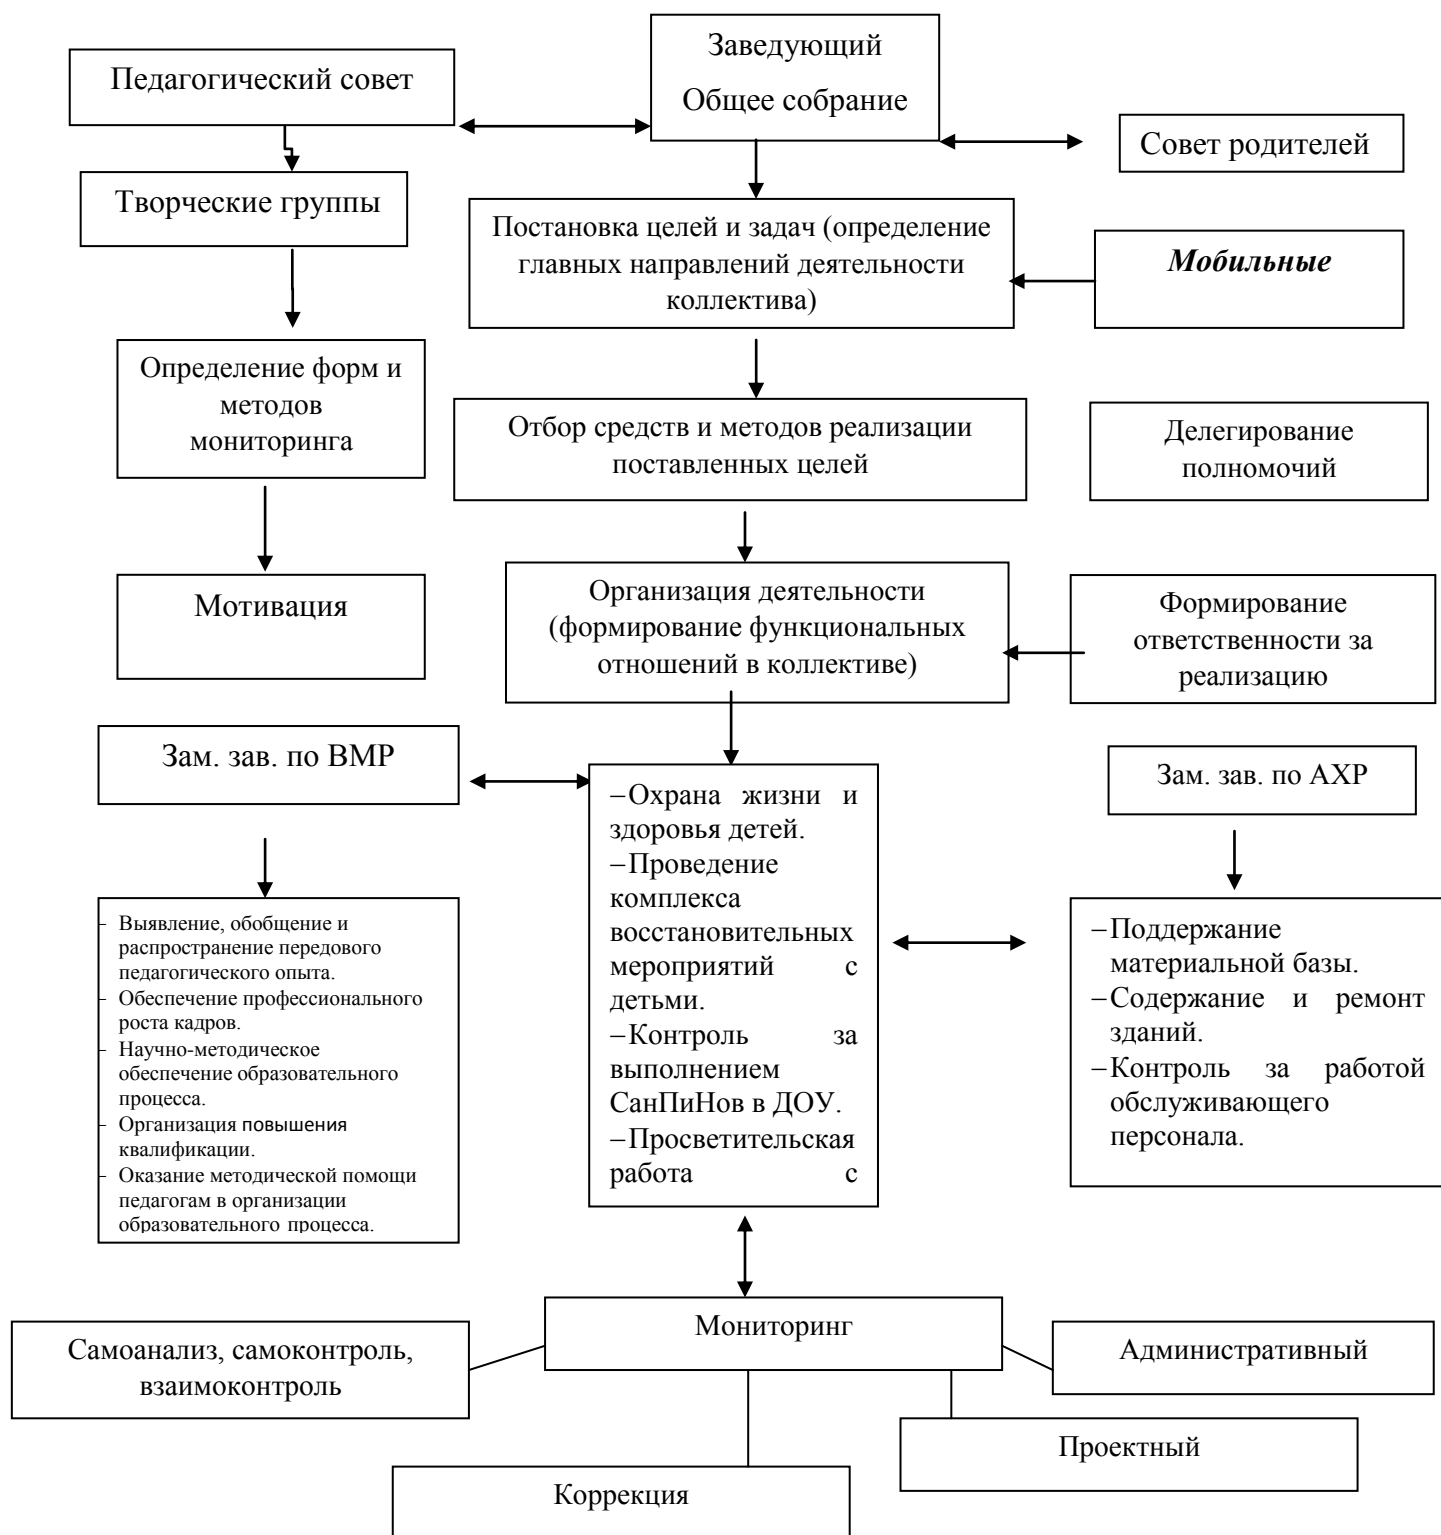 Заведующий
Общее собрание
Педагогический совет
Совет родителей
Творческие группы
Постановка целей и задач (определение
главных направлений деятельности
коллектива)
Мобильные
Определение форм и
методов
мониторинга
Отбор средств и методов реализации
поставленных целей
Делегирование
полномочий
Мотивация
Организация деятельности
(формирование функциональных
отношений в коллективе)
Формирование
ответственности за
реализацию
Зам. зав. по ВМР
Зам. зав. по АХР
−Охрана жизни и
здоровья детей.
−Проведение
комплекса
восстановительных
мероприятий с
детьми.
−Контроль за
выполнением
СанПиНов в ДОУ.
−Просветительская
работа с
− Выявление, обобщение и
распространение передового
педагогического опыта.
− Обеспечение профессионального
роста кадров.
− Научно-методическое
обеспечение образовательного
процесса.
− Организация повышения
квалификации.
− Оказание методической помощи
педагогам в организации
образовательного процесса.
−Поддержание
материальной базы.
−Содержание и ремонт
зданий.
−Контроль за работой
обслуживающего
персонала.
Мониторинг
Самоанализ, самоконтроль,
взаимоконтроль
Административный
Проектный
Коррекция